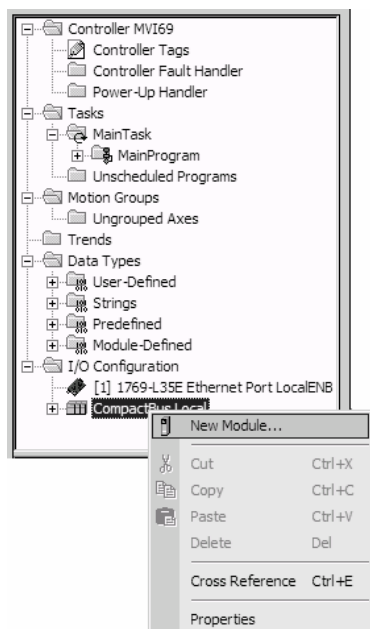 Controller MVI69
Controller Tags
Controller Fault Handler
Power-Up Handler
Tasks
MainTask
MainProgram
Unscheduled Programs
Motion Groups
Ungrouped Axes
Trends
Data Types
User-Defined
Strings
Predefined
Module-Defined
I/O Configuration
[1] 1769-L35E Ethernet Port LocalENB
CompactBus Local
New Module...
Cut Ctrl+X
Copy Ctrl+C
Paste Ctrl+V
Delete Del
Cross Reference Ctrl+E
Properties